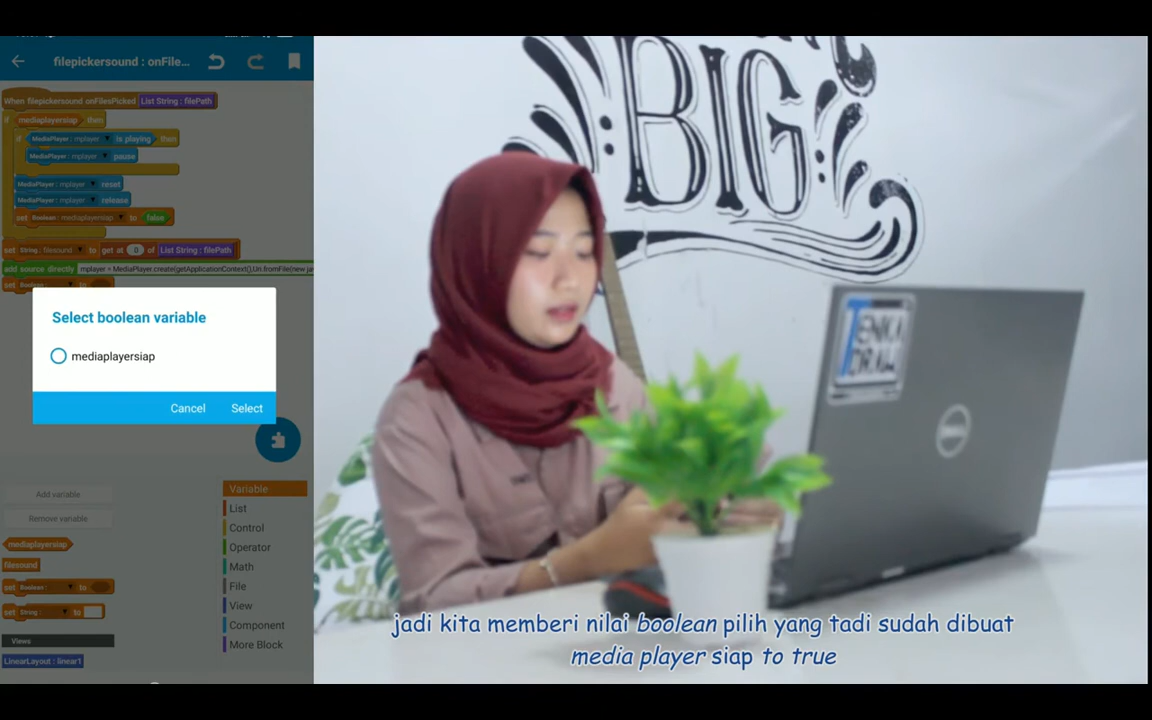 filepickersound : onFile...
When filepickersound onFilesPicked List String : filePath
if mediaplayersiap then
if MediaPlayer : mplayer is playing then
MediaPlayer : mplayer pause
MediaPlayer : mplayer reset
MediaPlayer : mplayer release
set Boolean : mediaplayersiap to false
set String : filesound to get at 0 of List String : filePath
add source directly mplayer = MediaPlayer.create(getApplicationContext(),Uri.fromFile(new ja
set Boolean : to
Select boolean variable
mediaplayersiap
Cancel Select
Add variable
Remove variable
mediaplayersiap
filesound
set Boolean : to
set String : to
Views
LinearLayout : linear1
Variable
List
Control
Operator
Math
File
View
Component
More Block
BIG
DELL
jadi kita memberi nilai boolean pilih yang tadi sudah dibuat
media player siap to true